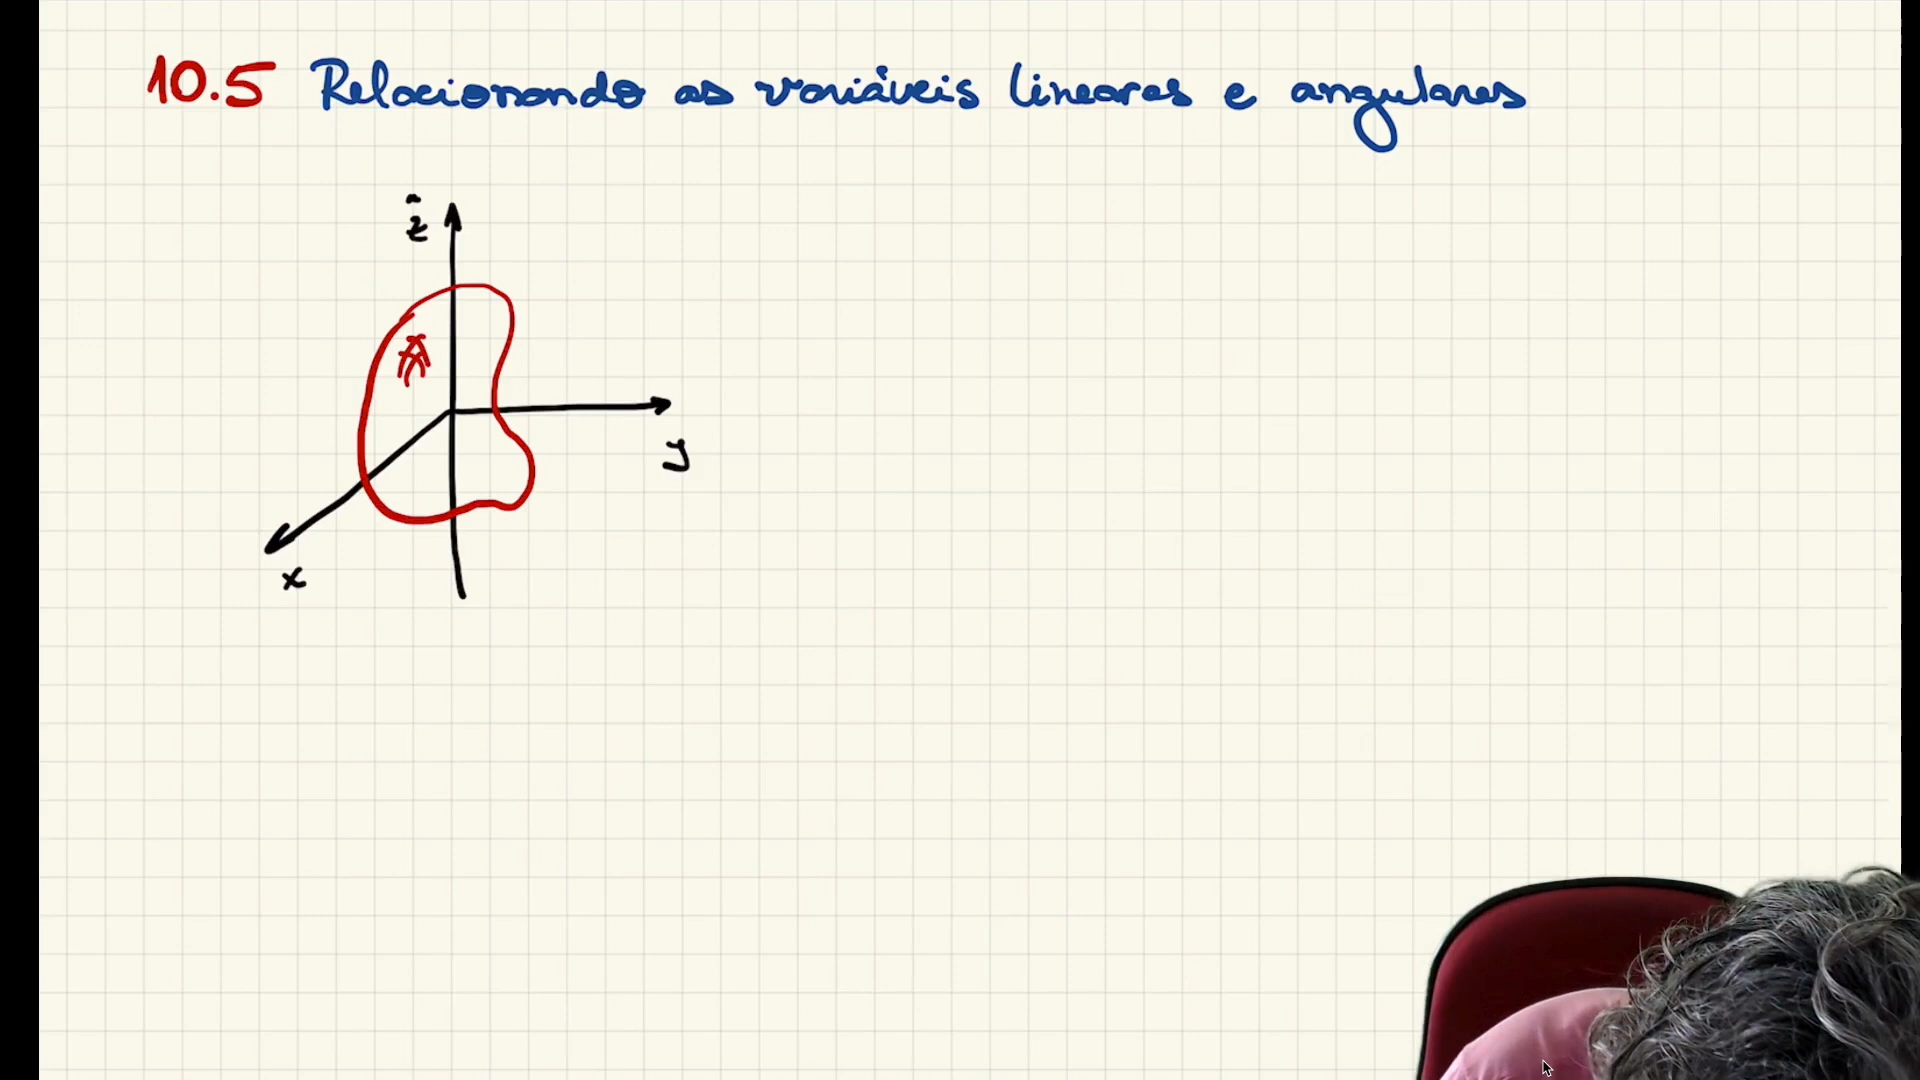 10.5 Relacionando as variáveis lineares e angulares
ẑ
y
x